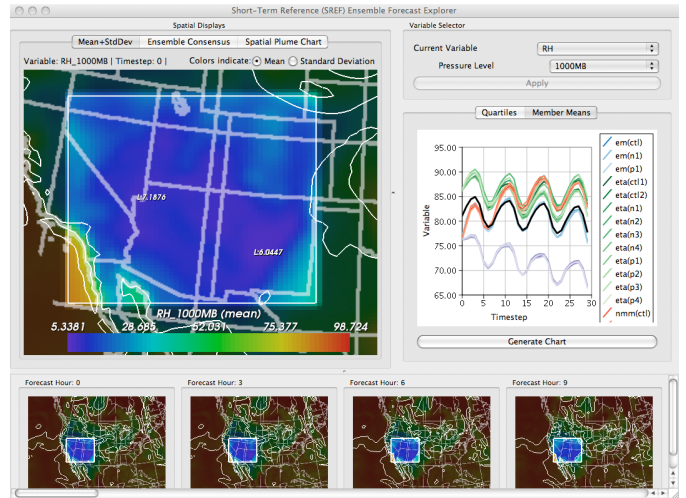 Short-Term Reference (SREF) Ensemble Forecast Explorer
Spatial Displays
Mean+StdDev Ensemble Consensus Spatial Plume Chart
Variable: RH_1000MB | Timestep: 0 | Colors indicate: Mean Standard Deviation
L:7.1876
L:6.0447
RH_1000MB (mean)
5.3381 28.685 52.031 75.377 98.724
Variable Selector
Current Variable RH
Pressure Level 1000MB
Apply
Quartiles Member Means
95.00
90.00
85.00
80.00
75.00
70.00
65.00
Variable
0 5 10 15 20 25 30
Timestep
em(ctl)
em(n1)
em(p1)
eta(ctl1)
eta(ctl2)
eta(n1)
eta(n2)
eta(n3)
eta(n4)
eta(p1)
eta(p2)
eta(p3)
eta(p4)
nmm(ctl)
Generate Chart
Forecast Hour: 0 Forecast Hour: 3 Forecast Hour: 6 Forecast Hour: 9